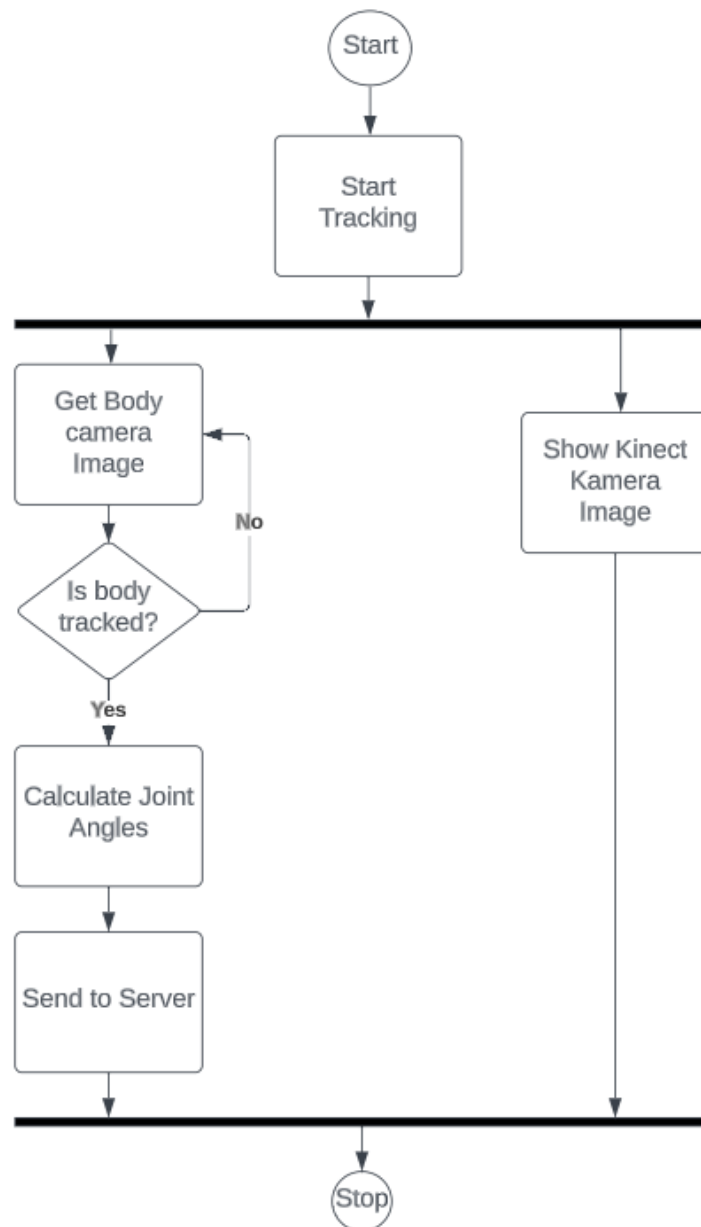 Start
Start
Tracking
Get Body
camera
Image
Show Kinect
Kamera
Image
No
Is body
tracked?
Yes
Calculate Joint
Angles
Send to Server
Stop